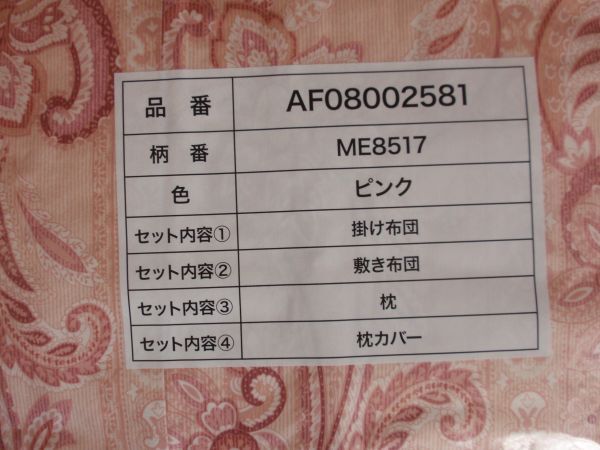 品番 AF08002581
柄番 ME8517
色 ピンク
セット内容① 掛け布団
セット内容② 敷き布団
セット内容③ 枕
セット内容④ 枕カバー